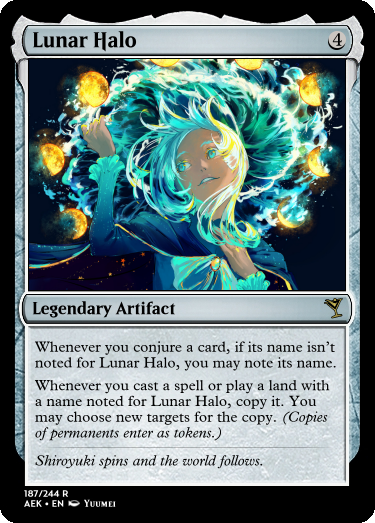 Lunar Halo 4
Legendary Artifact
Whenever you conjure a card, if its name isn't
noted for Lunar Halo, you may note its name.
Whenever you cast a spell or play a land with
a name noted for Lunar Halo, copy it. You
may choose new targets for the copy. (Copies
of permanents enter as tokens.)
Shiroyuki spins and the world follows.
187/244 R
AEK • EN Yuumei